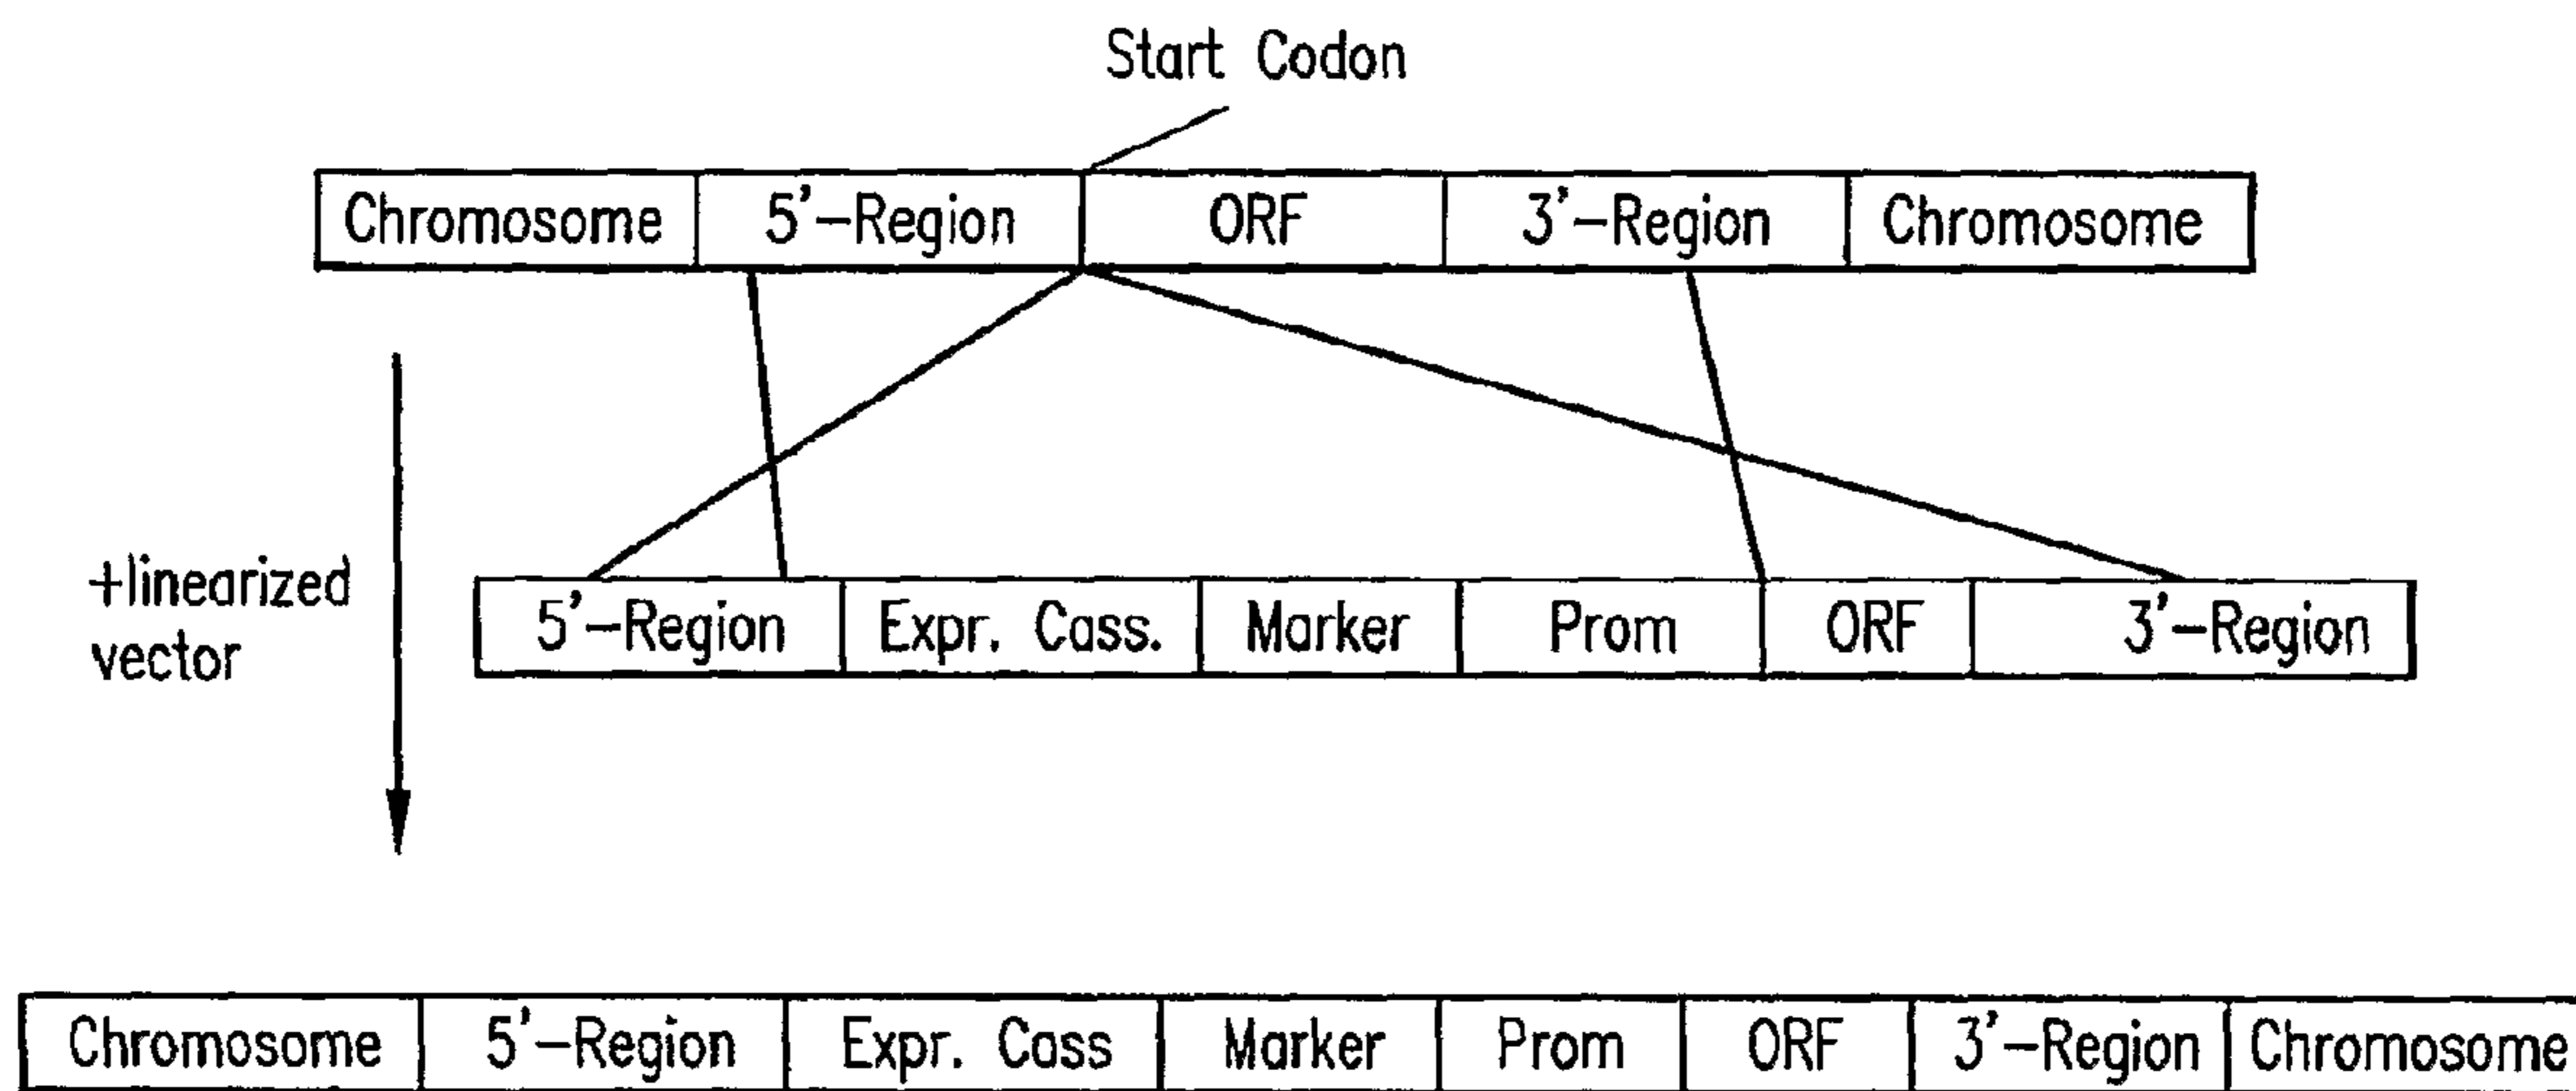 Start Codon
Chromosome 5'-Region ORF 3'-Region Chromosome
+linearized
vector
5'-Region Expr. Cass. Marker Prom ORF 3'-Region
Chromosome 5'-Region Expr. Cass Marker Prom ORF 3'-Region Chromosome